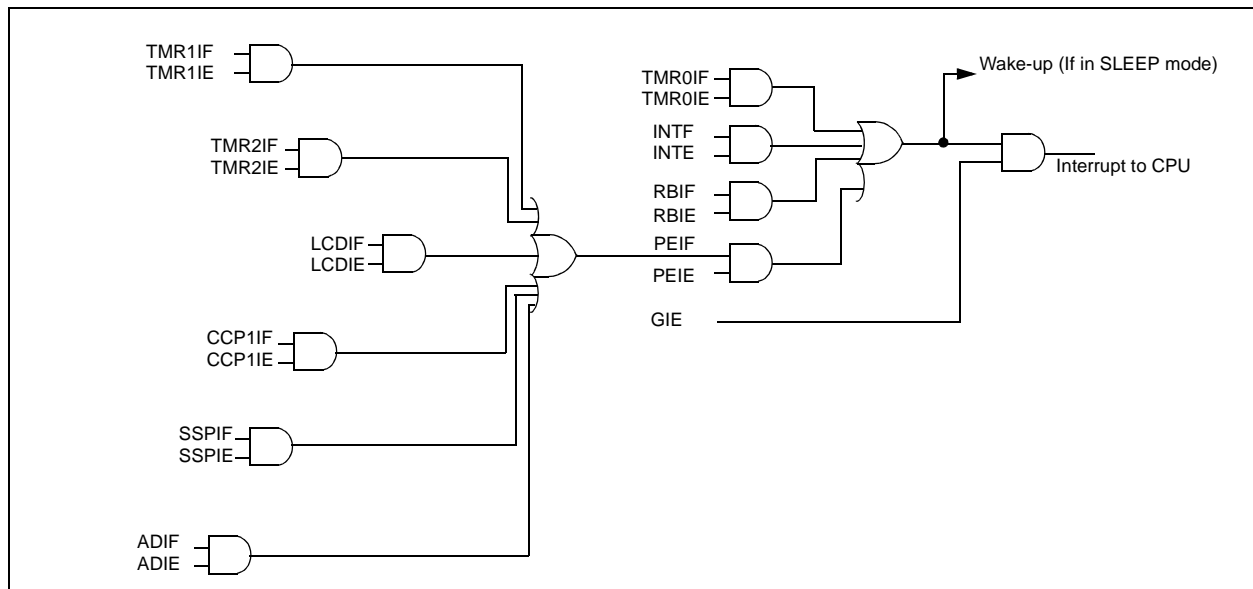 TMR1IF
TMR1IE
TMR2IF
TMR2IE
LCDIF
LCDIE
CCP1IF
CCP1IE
SSPIF
SSPIE
ADIF
ADIE
TMR0IF
TMR0IE
INTF
INTE
RBIF
RBIE
PEIF
PEIE
GIE
Wake-up (If in SLEEP mode)
Interrupt to CPU